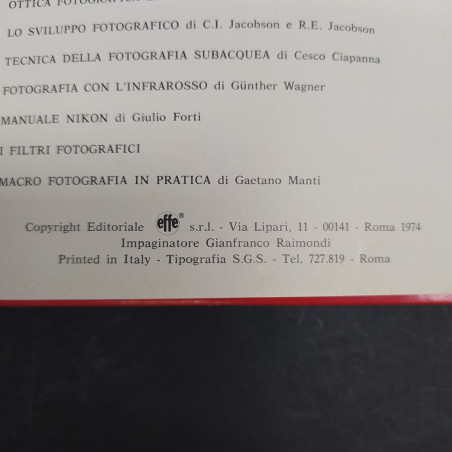 OTTICA FOTOGRAFICA
LO SVILUPPO FOTOGRAFICO di C.I. Jacobson e R.E. Jacobson
TECNICA DELLA FOTOGRAFIA SUBACQUEA di Cesco Ciapanna
FOTOGRAFIA CON L'INFRAROSSO di Günther Wagner
MANUALE NIKON di Giulio Forti
I FILTRI FOTOGRAFICI
MACRO FOTOGRAFIA IN PRATICA di Gaetano Manti
Copyright Editoriale effe® s.r.l. - Via Lipari, 11 - 00141 - Roma 1974
Impaginatore Gianfranco Raimondi
Printed in Italy - Tipografia S.G.S. - Tel. 727.819 - Roma